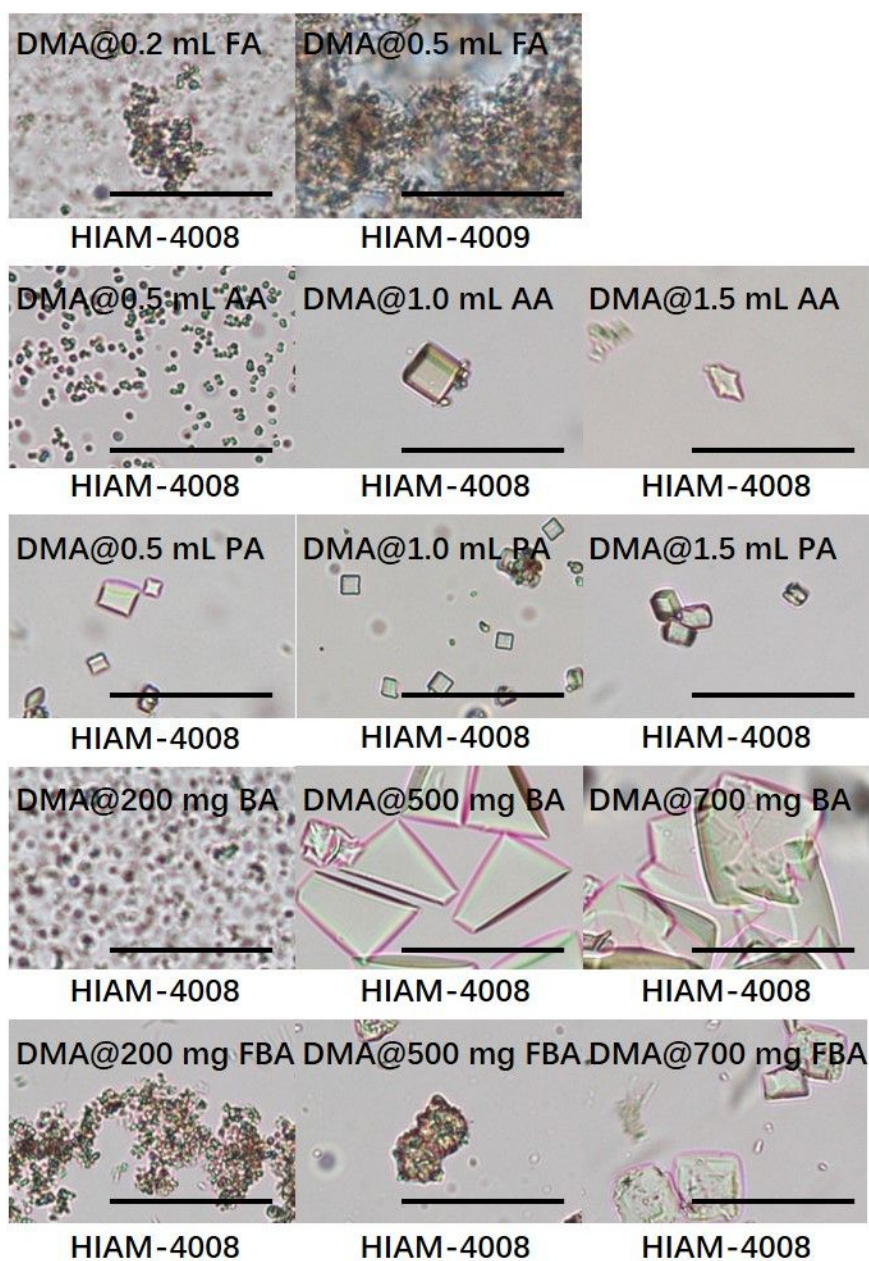 DMA@0.2 mL FA DMA@0.5 mL FA
HIAM-4008 HIAM-4009
DMA@0.5 mL AA DMA@1.0 mL AA DMA@1.5 mL AA
HIAM-4008 HIAM-4008 HIAM-4008
DMA@0.5 mL PA DMA@1.0 mL PA DMA@1.5 mL PA
HIAM-4008 HIAM-4008 HIAM-4008
DMA@200 mg BA DMA@500 mg BA DMA@700 mg BA
HIAM-4008 HIAM-4008 HIAM-4008
DMA@200 mg FBA DMA@500 mg FBA DMA@700 mg FBA
HIAM-4008 HIAM-4008 HIAM-4008